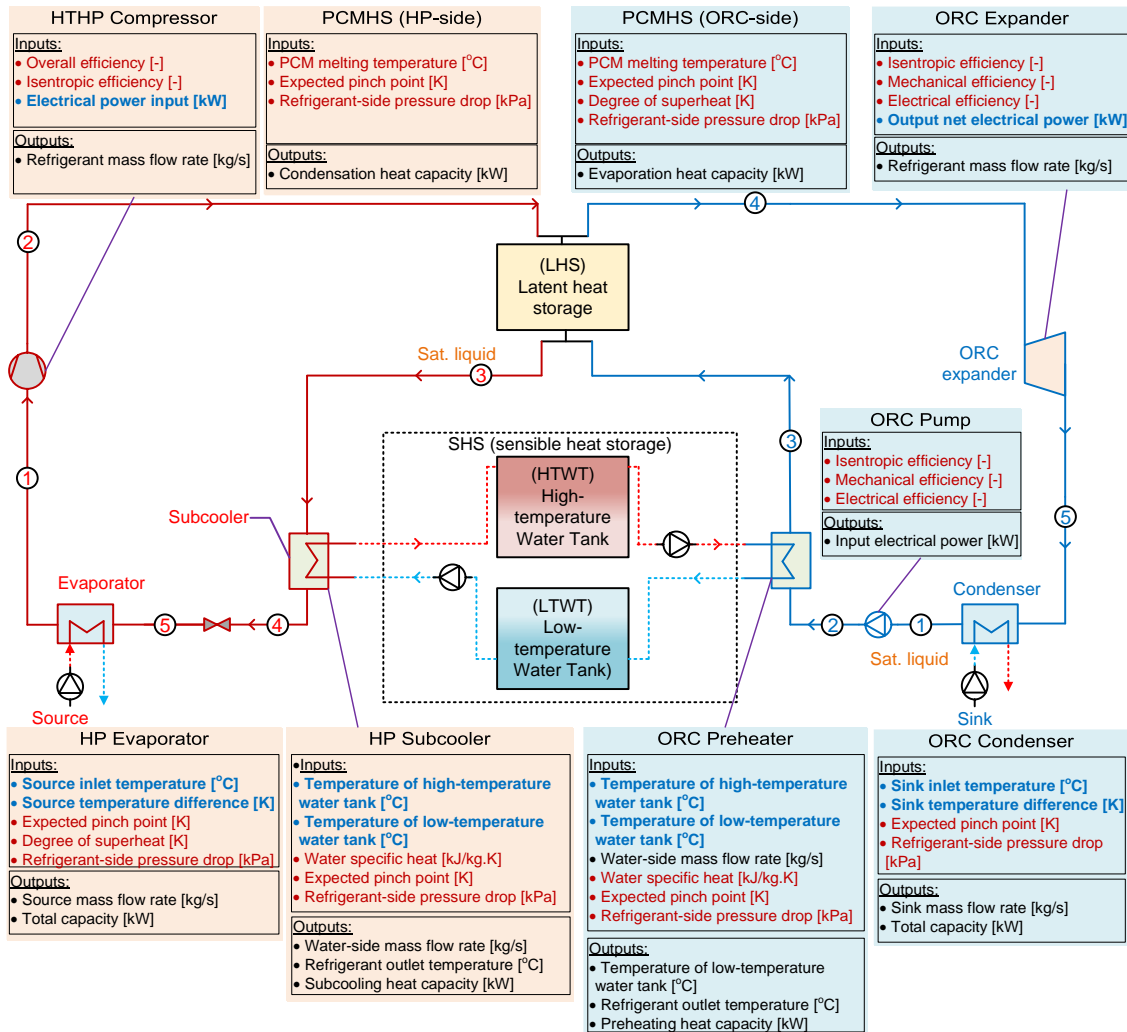 HTHP Compressor
Inputs:
• Overall efficiency [-]
• Isentropic efficiency [-]
• Electrical power input [kW]
Outputs:
• Refrigerant mass flow rate [kg/s]
PCMHS (HP-side)
Inputs:
• PCM melting temperature [°C]
• Expected pinch point [K]
• Refrigerant-side pressure drop [kPa]
Outputs:
• Condensation heat capacity [kW]
PCMHS (ORC-side)
Inputs:
• PCM melting temperature [°C]
• Expected pinch point [K]
• Degree of superheat [K]
• Refrigerant-side pressure drop [kPa]
Outputs:
• Evaporation heat capacity [kW]
ORC Expander
Inputs:
• Isentropic efficiency [-]
• Mechanical efficiency [-]
• Electrical efficiency [-]
• Output net electrical power [kW]
Outputs:
• Refrigerant mass flow rate [kg/s]
2
4
(LHS)
Latent heat
storage
Sat. liquid
3
ORC
expander
1
SHS (sensible heat storage)
3
(HTWT)
High-
temperature
Water Tank
Subcooler
(LTWT)
Low-
temperature
Water Tank)
ORC Pump
Inputs:
• Isentropic efficiency [-]
• Mechanical efficiency [-]
• Electrical efficiency [-]
Outputs:
• Input electrical power [kW]
5
Evaporator
5
4
Condenser
2
1
Sat. liquid
Source
Sink
HP Evaporator
Inputs:
• Source inlet temperature [°C]
• Source temperature difference [K]
• Expected pinch point [K]
• Degree of superheat [K]
• Refrigerant-side pressure drop [kPa]
Outputs:
• Source mass flow rate [kg/s]
• Total capacity [kW]
HP Subcooler
•Inputs:
• Temperature of high-temperature
water tank [°C]
• Temperature of low-temperature
water tank [°C]
• Water specific heat [kJ/kg.K]
• Expected pinch point [K]
• Refrigerant-side pressure drop [kPa]
Outputs:
• Water-side mass flow rate [kg/s]
• Refrigerant outlet temperature [°C]
• Subcooling heat capacity [kW]
ORC Preheater
Inputs:
• Temperature of high-temperature
water tank [°C]
• Temperature of low-temperature
water tank [°C]
• Water-side mass flow rate [kg/s]
• Water specific heat [kJ/kg.K]
• Expected pinch point [K]
• Refrigerant-side pressure drop [kPa]
Outputs:
• Temperature of low-temperature
water tank [°C]
• Refrigerant outlet temperature [°C]
• Preheating heat capacity [kW]
ORC Condenser
Inputs:
• Sink inlet temperature [°C]
• Sink temperature difference [K]
• Expected pinch point [K]
• Refrigerant-side pressure drop
[kPa]
Outputs:
• Sink mass flow rate [kg/s]
• Total capacity [kW]